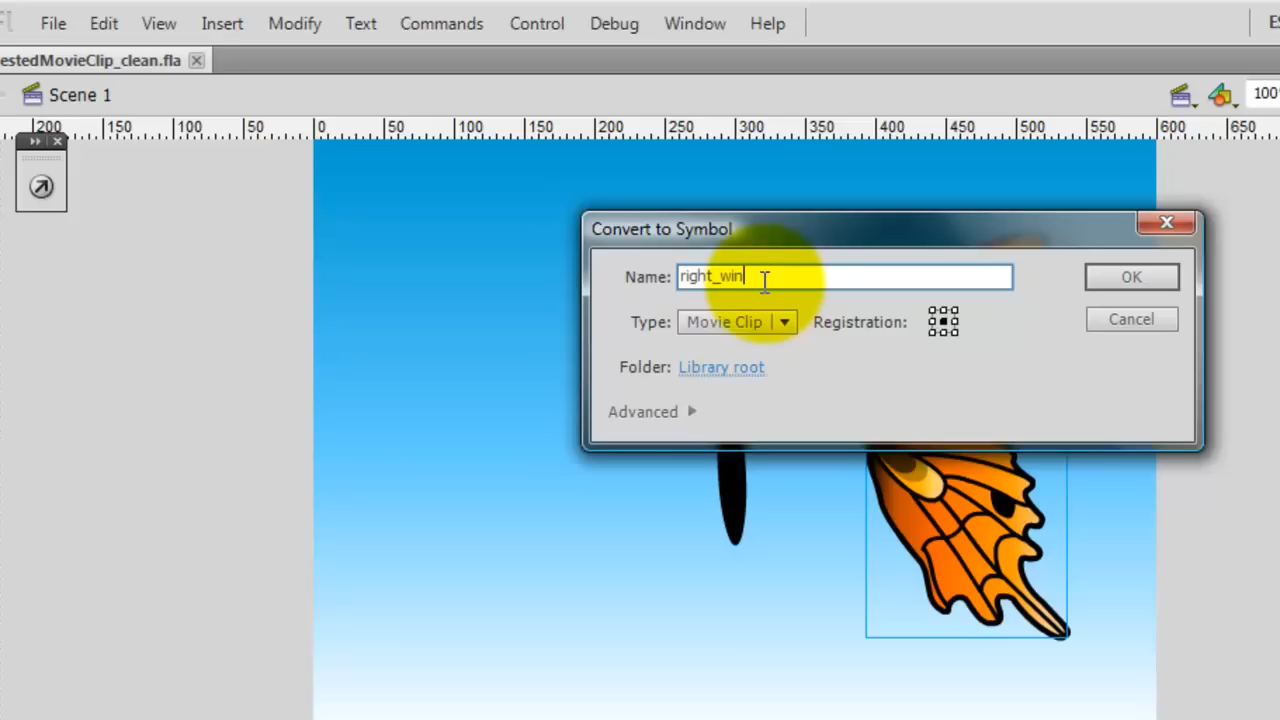 File Edit View Insert Modify Text Commands Control Debug Window Help
estedMovieClip_clean.fla
Scene 1
100
200 150 100 50 0 50 100 150 200 250 300 350 400 450 500 550 600 650
Convert to Symbol
Name: right_win OK
Type: Movie Clip Registration: Cancel
Folder: Library root
Advanced